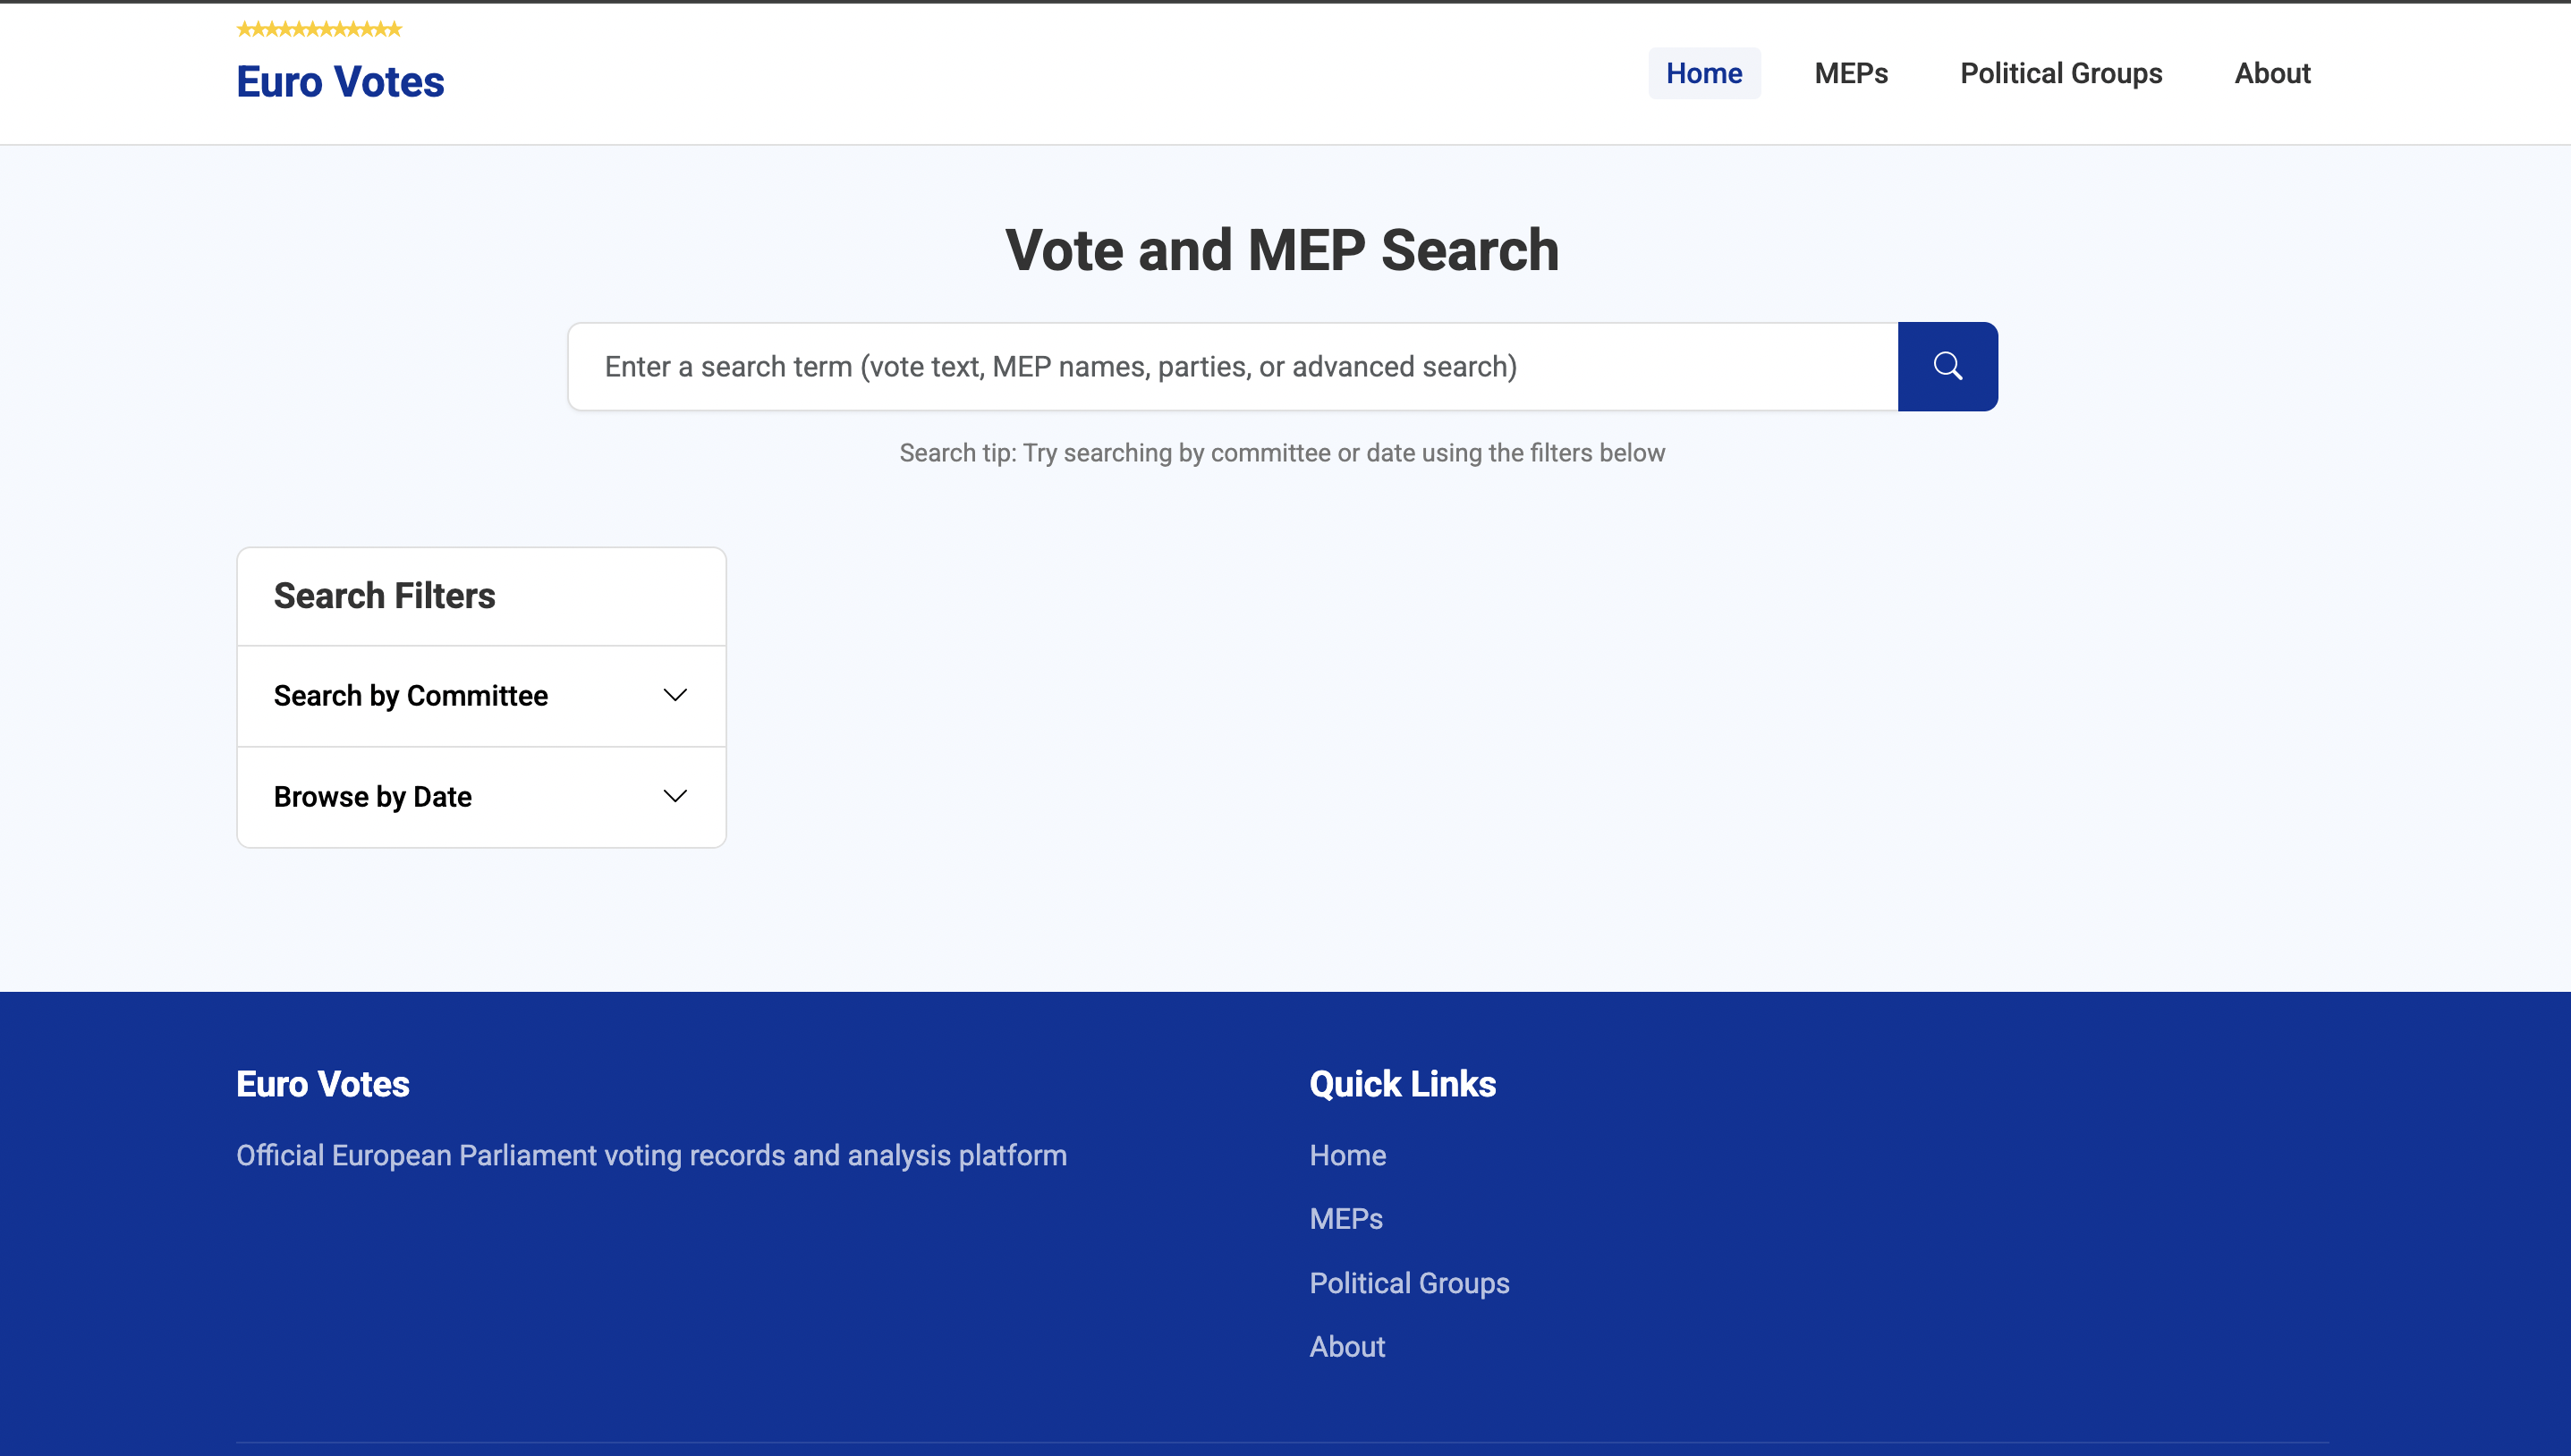 Euro Votes
Home
MEPs
Political Groups
About
Vote and MEP Search
Enter a search term (vote text, MEP names, parties, or advanced search)
Search tip: Try searching by committee or date using the filters below
Search Filters
Search by Committee
Browse by Date
Euro Votes
Official European Parliament voting records and analysis platform
Quick Links
Home
MEPs
Political Groups
About